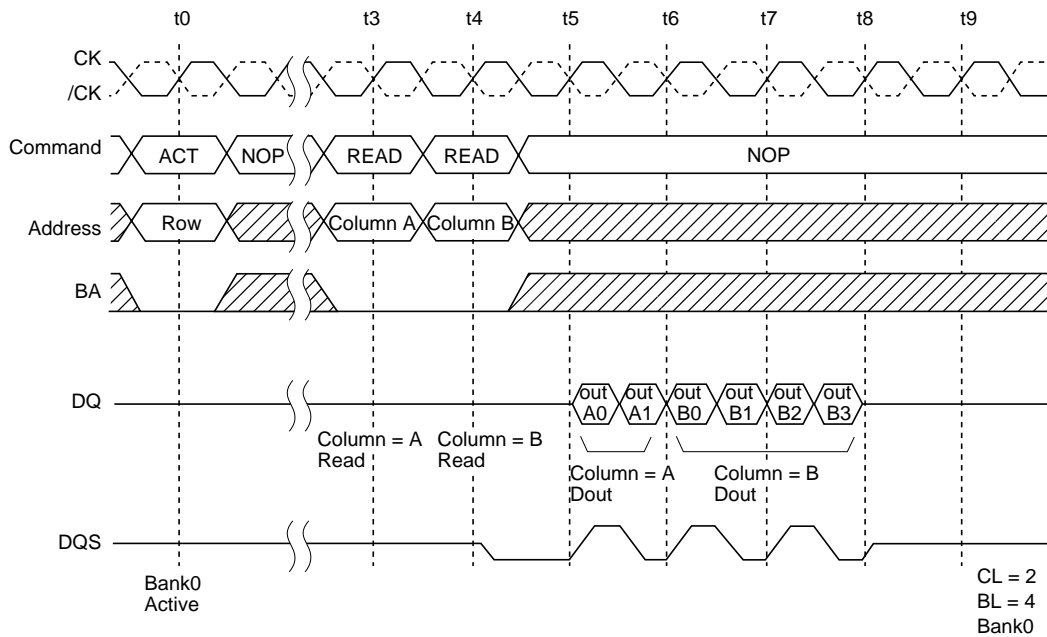 t0 t3 t4 t5 t6 t7 t8 t9
CK
/CK
Command ACT NOP READ READ NOP
Address Row Column A Column B
BA
DQ out A0 out A1 out B0 out B1 out B2 out B3
Column = A Read
Column = B Read
Column = A Dout
Column = B Dout
DQS
Bank0
Active
CL = 2
BL = 4
Bank0